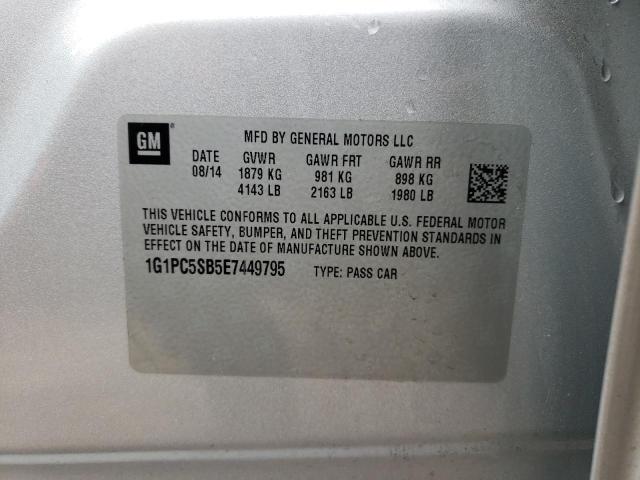 GM ®
MFD BY GENERAL MOTORS LLC
DATE GVWR GAWR FRT GAWR RR
08/14 1879 KG 981 KG 898 KG
4143 LB 2163 LB 1980 LB
THIS VEHICLE CONFORMS TO ALL APPLICABLE U.S. FEDERAL MOTOR
VEHICLE SAFETY, BUMPER, AND THEFT PREVENTION STANDARDS IN
EFFECT ON THE DATE OF MANUFACTURE SHOWN ABOVE.
1G1PC5SB5E7449795 TYPE: PASS CAR